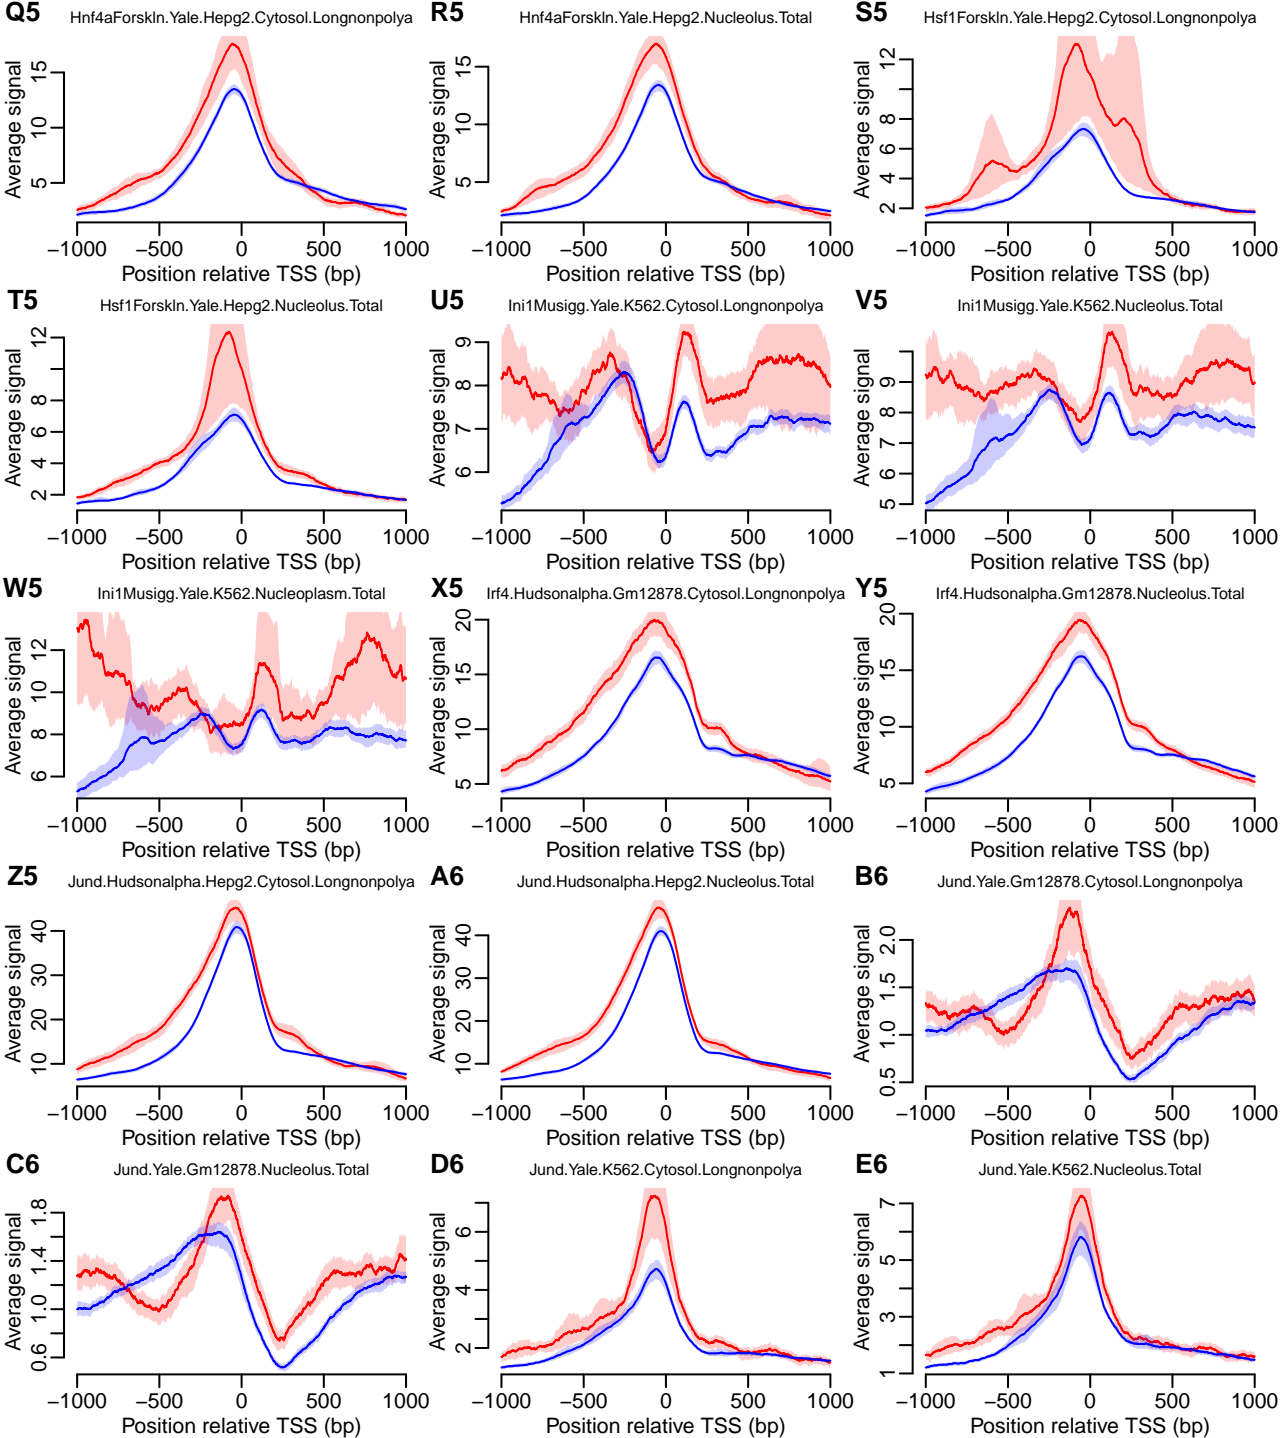 Q5 Hnf4aForskln.Yale.Hepg2.Cytosol.Longnonpolya
Average signal
5 10 15
−1000 −500 0 500 1000
Position relative TSS (bp)
R5 Hnf4aForskln.Yale.Hepg2.Nucleolus.Total
Average signal
5 10 15
−1000 −500 0 500 1000
Position relative TSS (bp)
S5 Hsf1Forskln.Yale.Hepg2.Cytosol.Longnonpolya
Average signal
2 4 6 8 12
−1000 −500 0 500 1000
Position relative TSS (bp)
T5 Hsf1Forskln.Yale.Hepg2.Nucleolus.Total
Average signal
2 4 6 8 12
−1000 −500 0 500 1000
Position relative TSS (bp)
U5 Ini1Musigg.Yale.K562.Cytosol.Longnonpolya
Average signal
6 7 8 9
−1000 −500 0 500 1000
Position relative TSS (bp)
V5 Ini1Musigg.Yale.K562.Nucleolus.Total
Average signal
5 6 7 8 9
−1000 −500 0 500 1000
Position relative TSS (bp)
W5 Ini1Musigg.Yale.K562.Nucleoplasm.Total
Average signal
6 8 10 12
−1000 −500 0 500 1000
Position relative TSS (bp)
X5 Irf4.Hudsonalpha.Gm12878.Cytosol.Longnonpolya
Average signal
5 10 15 20
−1000 −500 0 500 1000
Position relative TSS (bp)
Y5 Irf4.Hudsonalpha.Gm12878.Nucleolus.Total
Average signal
5 10 15 20
−1000 −500 0 500 1000
Position relative TSS (bp)
Z5 Jund.Hudsonalpha.Hepg2.Cytosol.Longnonpolya
Average signal
10 20 30 40
−1000 −500 0 500 1000
Position relative TSS (bp)
A6 Jund.Hudsonalpha.Hepg2.Nucleolus.Total
Average signal
10 20 30 40
−1000 −500 0 500 1000
Position relative TSS (bp)
B6 Jund.Yale.Gm12878.Cytosol.Longnonpolya
Average signal
0.5 1.0 1.5 2.0
−1000 −500 0 500 1000
Position relative TSS (bp)
C6 Jund.Yale.Gm12878.Nucleolus.Total
Average signal
0.6 1.0 1.4 1.8
−1000 −500 0 500 1000
Position relative TSS (bp)
D6 Jund.Yale.K562.Cytosol.Longnonpolya
Average signal
2 4 6
−1000 −500 0 500 1000
Position relative TSS (bp)
E6 Jund.Yale.K562.Nucleolus.Total
Average signal
1 3 5 7
−1000 −500 0 500 1000
Position relative TSS (bp)